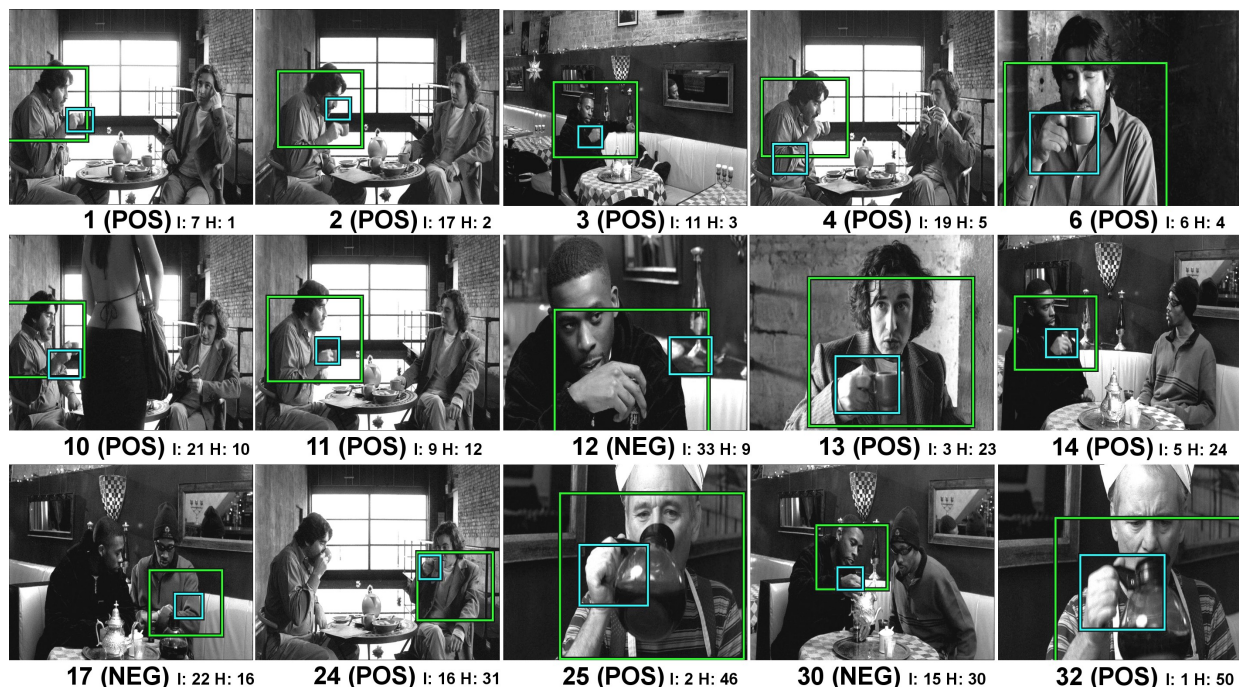 1 (POS) I: 7 H: 1
2 (POS) I: 17 H: 2
3 (POS) I: 11 H: 3
4 (POS) I: 19 H: 5
6 (POS) I: 6 H: 4
10 (POS) I: 21 H: 10
11 (POS) I: 9 H: 12
12 (NEG) I: 33 H: 9
13 (POS) I: 3 H: 23
14 (POS) I: 5 H: 24
17 (NEG) I: 22 H: 16
24 (POS) I: 16 H: 31
25 (POS) I: 2 H: 46
30 (NEG) I: 15 H: 30
32 (POS) I: 1 H: 50